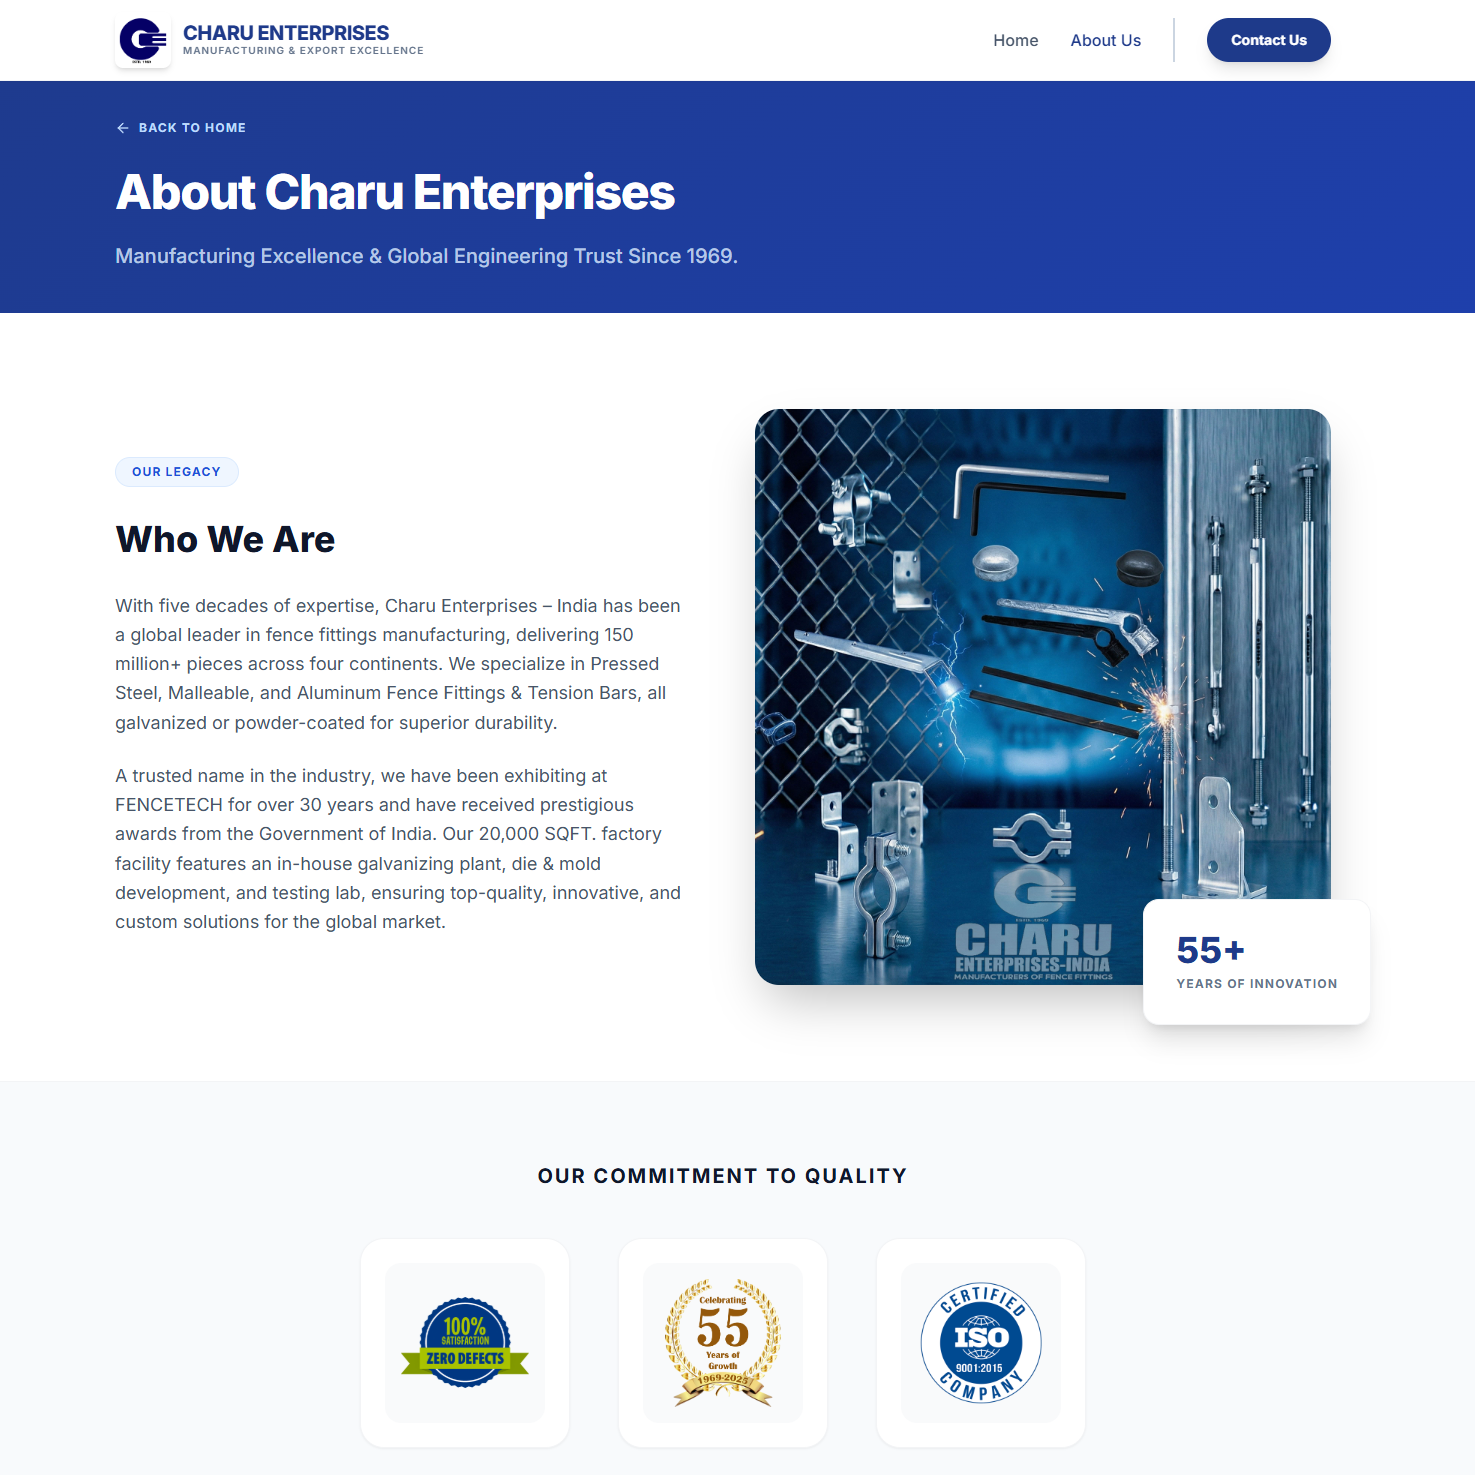 CHARU ENTERPRISES
MANUFACTURING & EXPORT EXCELLENCE
Home
About Us
Contact Us
← BACK TO HOME
About Charu Enterprises
Manufacturing Excellence & Global Engineering Trust Since 1969.
OUR LEGACY
Who We Are
With five decades of expertise, Charu Enterprises – India has been
a global leader in fence fittings manufacturing, delivering 150
million+ pieces across four continents. We specialize in Pressed
Steel, Malleable, and Aluminum Fence Fittings & Tension Bars, all
galvanized or powder-coated for superior durability.
A trusted name in the industry, we have been exhibiting at
FENCETECH for over 30 years and have received prestigious
awards from the Government of India. Our 20,000 SQFT. factory
facility features an in-house galvanizing plant, die & mold
development, and testing lab, ensuring top-quality, innovative, and
custom solutions for the global market.
CHARU
ENTERPRISES-INDIA
MANUFACTURERS OF FENCE FITTINGS
55+
YEARS OF INNOVATION
OUR COMMITMENT TO QUALITY
100%
SATISFACTION
ZERO DEFECTS
Celebrating
55
Years of
Growth
1969-2025
CERTIFIED
ISO
9001:2015
COMPANY